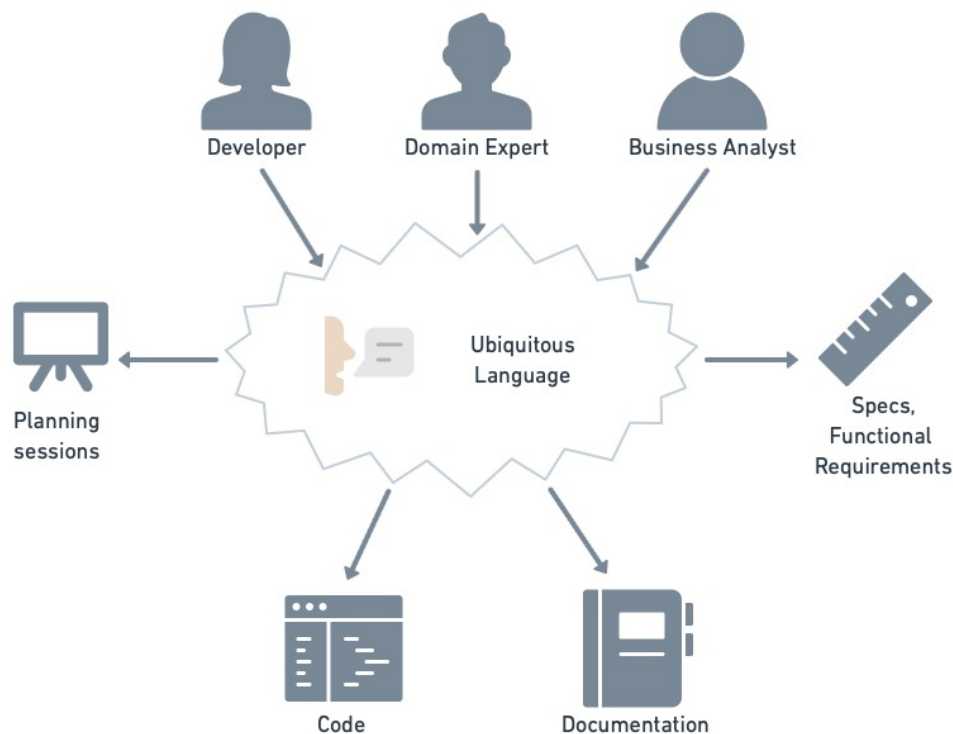 Developer
Domain Expert
Business Analyst
Ubiquitous
Language
Planning
sessions
Specs,
Functional
Requirements
Code
Documentation